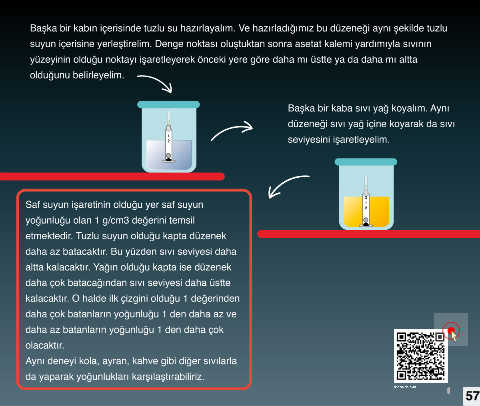 Başka bir kabın içerisinde tuzlu su hazırlayalım. Ve hazırladığımız bu düzeneği aynı şekilde tuzlu
suyun içerisine yerleştirelim. Denge noktası oluştuktan sonra asetat kalemi yardımıyla sıvının
yüzeyinin olduğu noktayı işaretleyerek önceki yere göre daha mı üstte ya da daha mı altta
olduğunu belirleyelim.
Başka bir kaba sıvı yağ koyalım. Aynı
düzeneği sıvı yağ içine koyarak da sıvı
seviyesini işaretleyelim.
Saf suyun işaretinin olduğu yer saf suyun
yoğunluğu olan 1 g/cm3 değerini temsil
etmektedir. Tuzlu suyun olduğu kapta düzenek
daha az batacaktır. Bu yüzden sıvı seviyesi daha
altta kalacaktır. Yağın olduğu kapta ise düzenek
daha çok batacağından sıvı seviyesi daha üstte
kalacaktır. O halde ilk çizgini olduğu 1 değerinden
daha çok batanların yoğunluğu 1 den daha az ve
daha az batanların yoğunluğu 1 den daha çok
olacaktır.
Aynı deneyi kola, ayran, kahve gibi diğer sıvılarla
da yaparak yoğunlukları karşılaştırabiliriz.
57